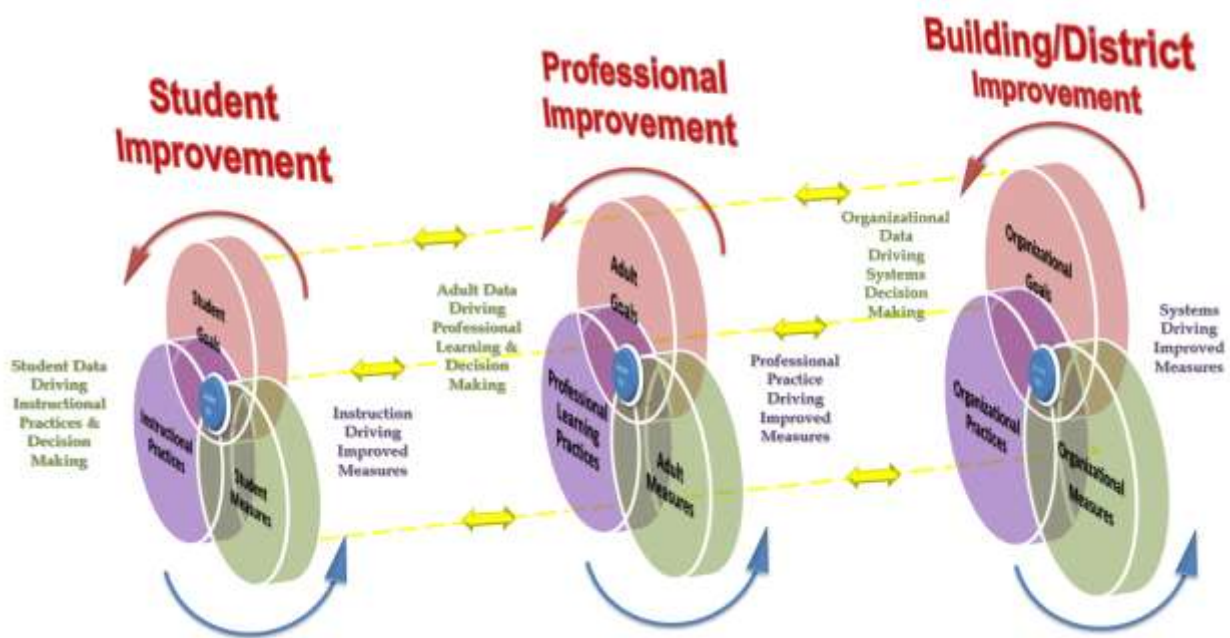 Student
Improvement
Professional
Improvement
Building/District
Improvement
Student
Goals
Instructional
Practices
Student
Measures
Student Data
Driving
Instructional
Practices &
Decision
Making
Instruction
Driving
Improved
Measures
Adult Data
Driving
Professional
Learning &
Decision
Making
Adult
Goals
Professional
Learning
Practices
Adult
Measures
Professional
Practice
Driving
Improved
Measures
Organizational
Data
Driving
Systems
Decision
Making
Organizational
Goals
Organizational
Practices
Organizational
Measures
Systems
Driving
Improved
Measures